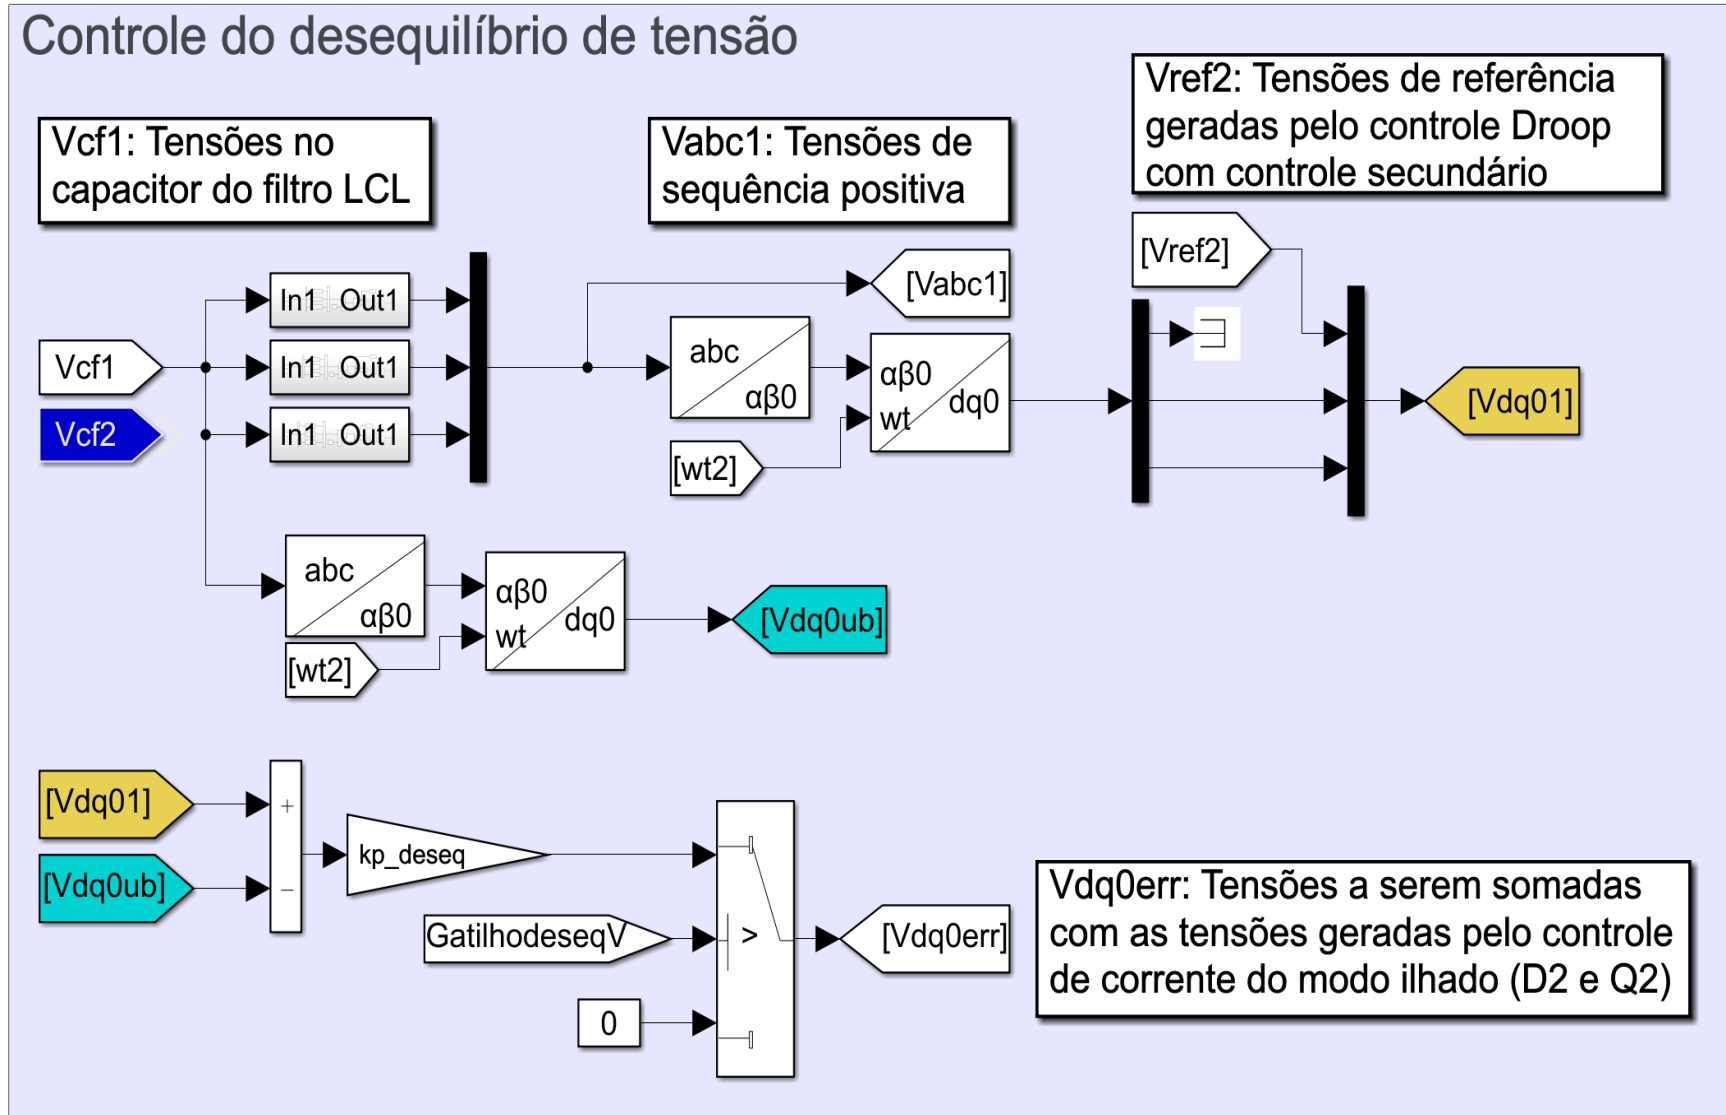 Controle do desequilíbrio de tensão
Vcf1: Tensões no
capacitor do filtro LCL
Vabc1: Tensões de
sequência positiva
Vref2: Tensões de referência
geradas pelo controle Droop
com controle secundário
[Vref2]
[Vabc1]
In1 Out1
In1 Out1
In1 Out1
Vcf1
Vcf2
abc
αβ0
αβ0
wt
dq0
[wt2]
[Vdq01]
abc
αβ0
αβ0
wt
dq0
[wt2]
[Vdq0ub]
[Vdq01]
[Vdq0ub]
+
−
kp_deseq
GatilhodeseqV
0
>
[Vdq0err]
Vdq0err: Tensões a serem somadas
com as tensões geradas pelo controle
de corrente do modo ilhado (D2 e Q2)